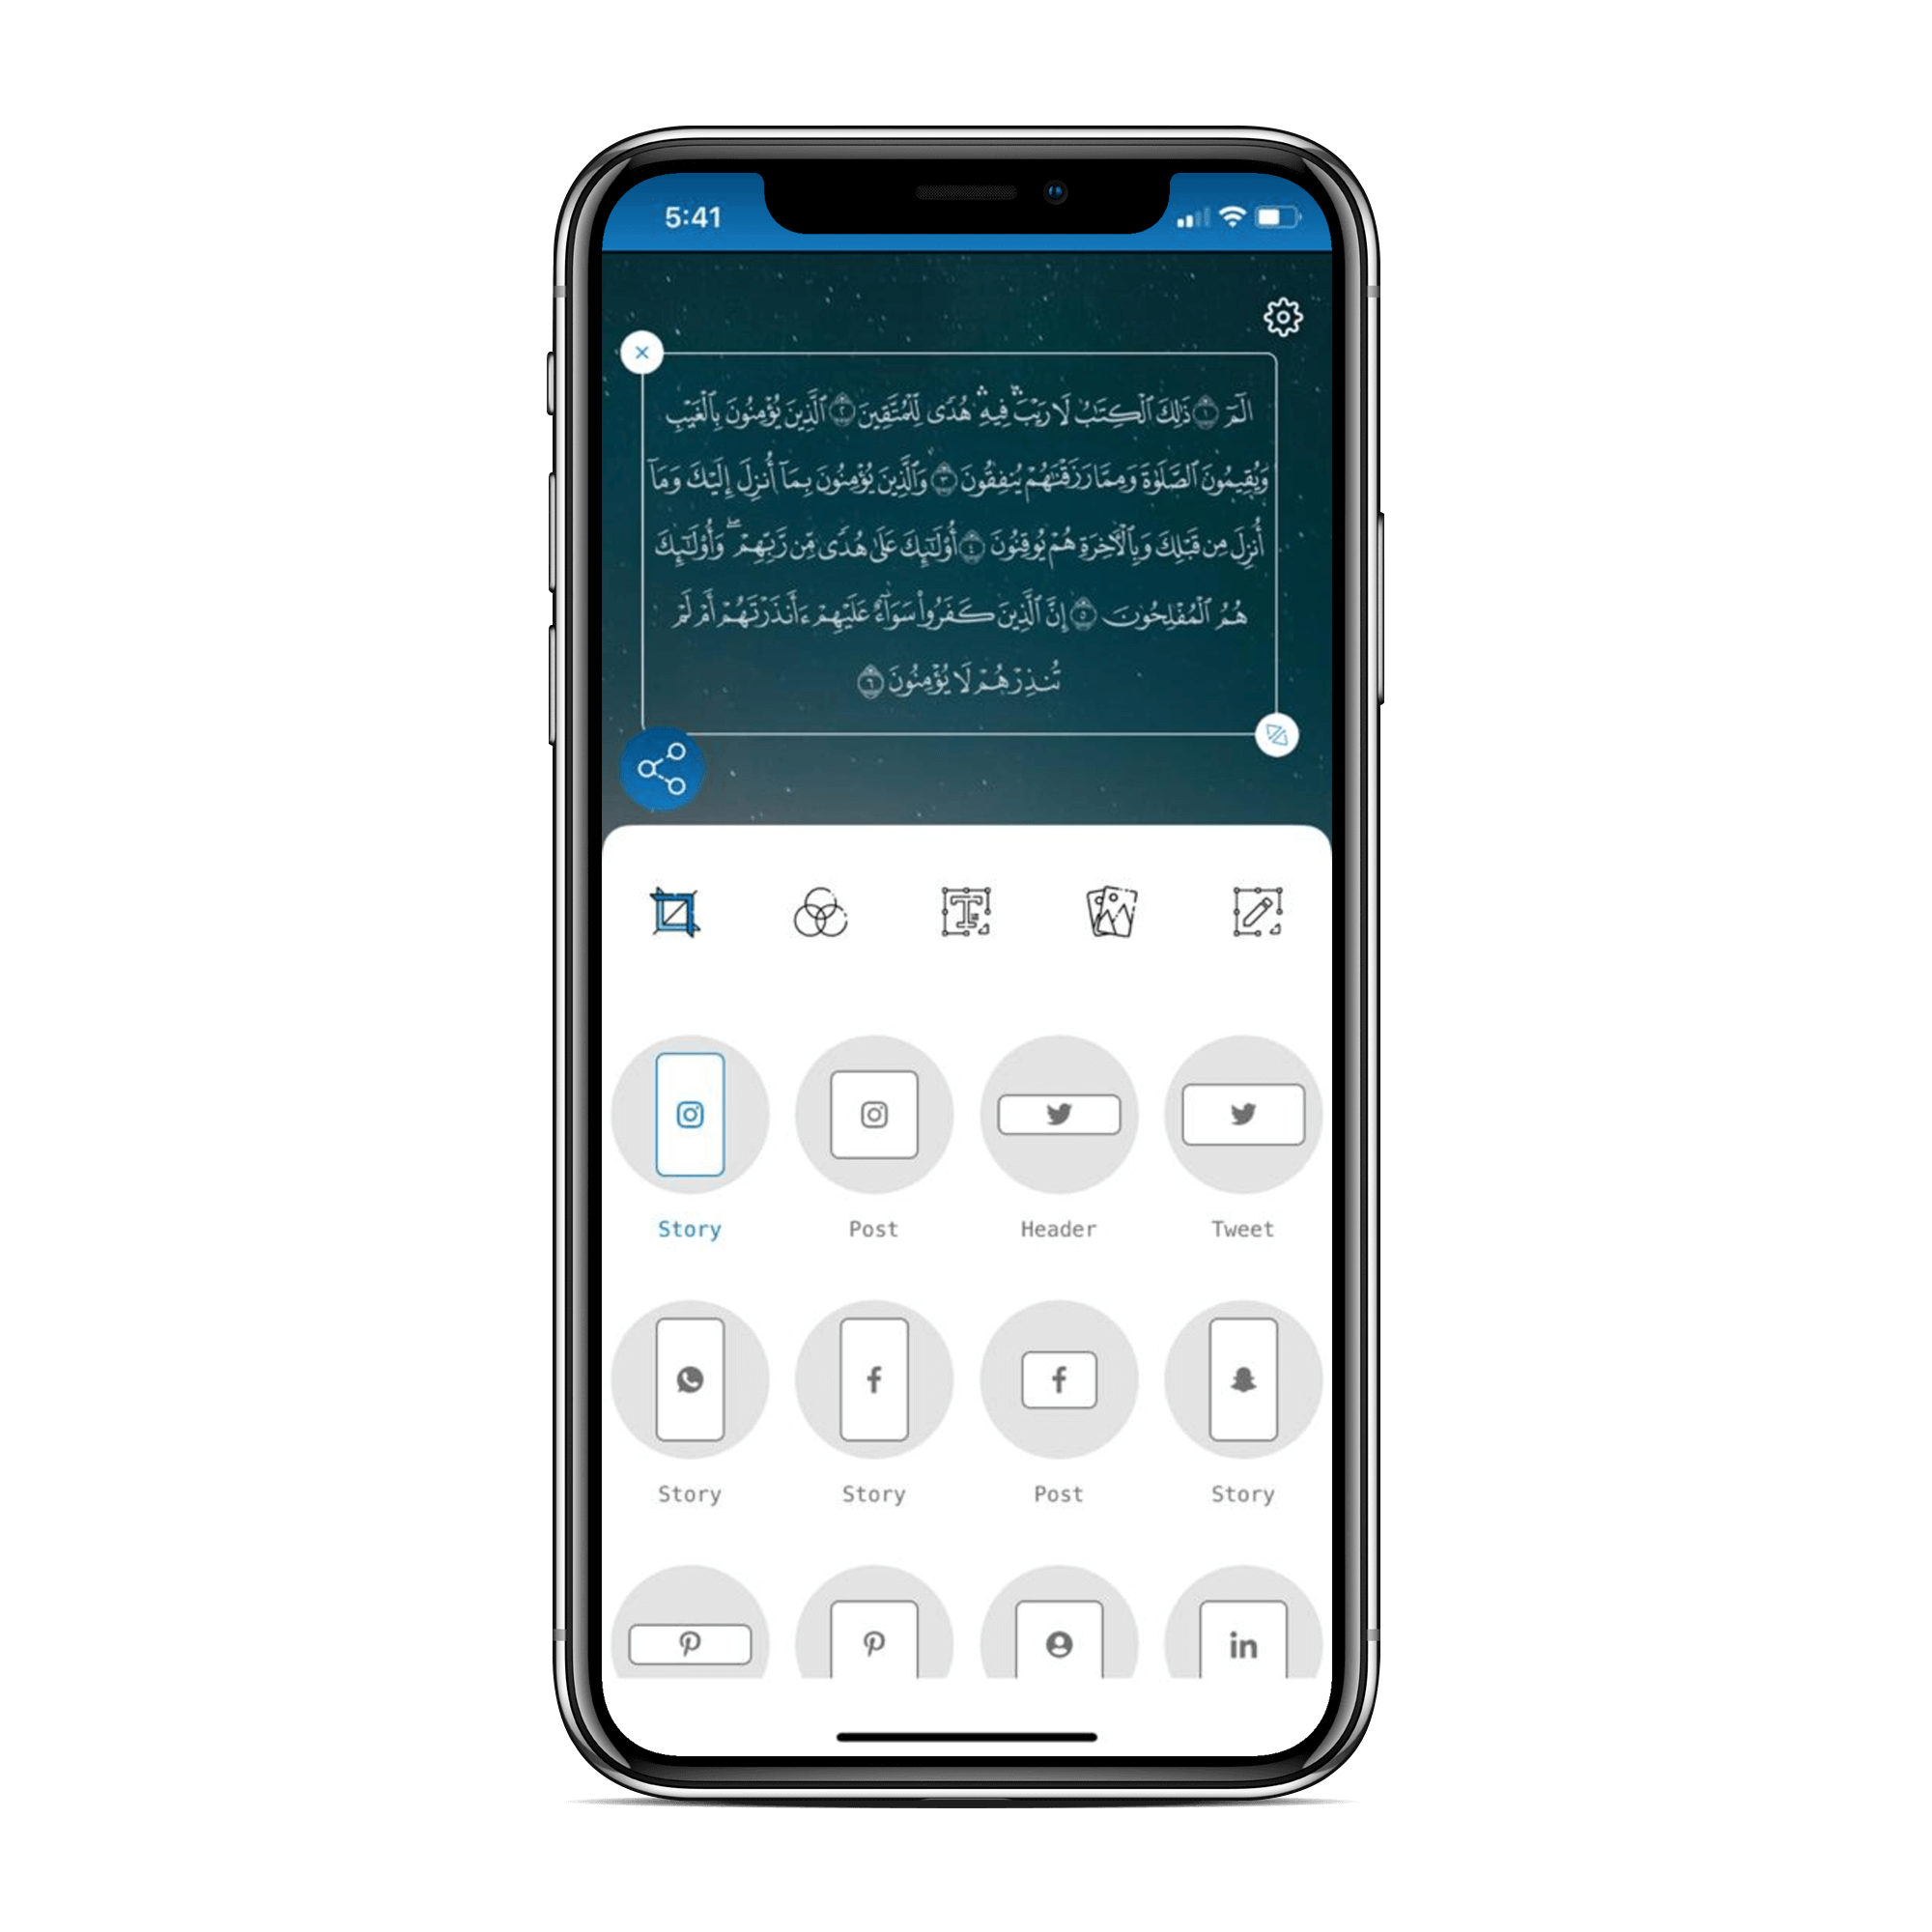 5:41
الٓمٓ ۝١ ذَٰلِكَ ٱلْكِتَٰبُ لَا رَيْبَ ۛ فِيهِ ۛ هُدًى لِّلْمُتَّقِينَ ۝٢ ٱلَّذِينَ يُؤْمِنُونَ بِٱلْغَيْبِ
وَيُقِيمُونَ ٱلصَّلَوٰةَ وَمِمَّا رَزَقْنَٰهُمْ يُنفِقُونَ ۝٣ وَٱلَّذِينَ يُؤْمِنُونَ بِمَآ أُنزِلَ إِلَيْكَ وَمَآ
أُنزِلَ مِن قَبْلِكَ وَبِٱلْءَاخِرَةِ هُمْ يُوقِنُونَ ۝٤ أُو۟لَٰٓئِكَ عَلَىٰ هُدًى مِّن رَّبِّهِمْ ۖ وَأُو۟لَٰٓئِكَ
هُمُ ٱلْمُفْلِحُونَ ۝٥ إِنَّ ٱلَّذِينَ كَفَرُوا۟ سَوَآءٌ عَلَيْهِمْ ءَأَنذَرْتَهُمْ أَمْ لَمْ
تُنذِرْهُمْ لَا يُؤْمِنُونَ ۝٦
Story Post Header Tweet
Story Story Post Story
in